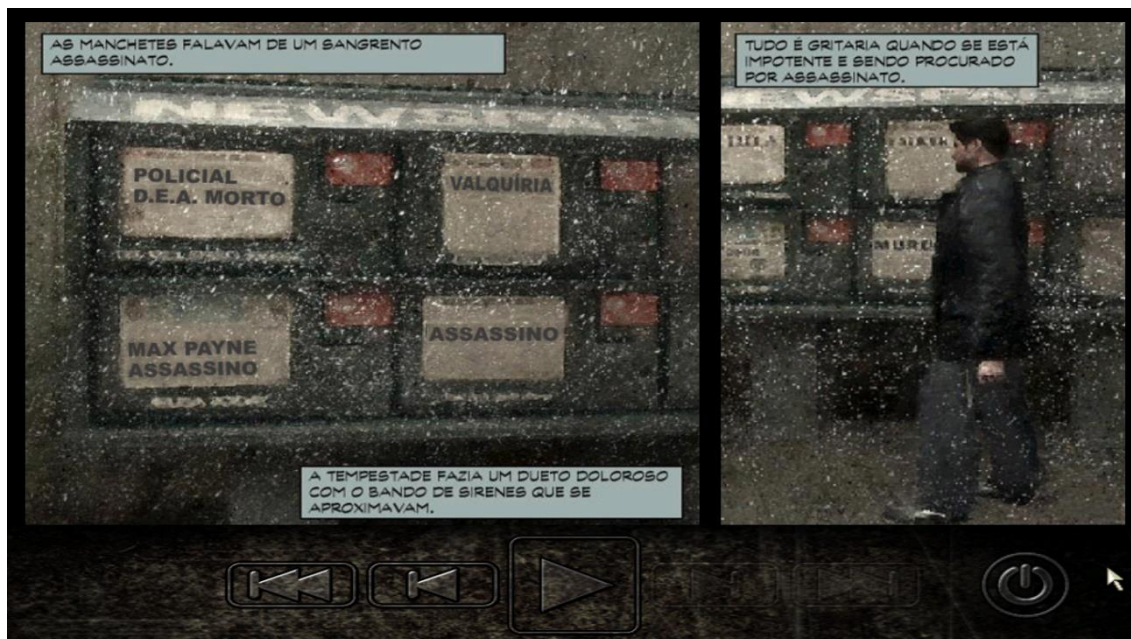 AS MANCHETES FALAVAM DE UM SANGRENTO
ASSASSINATO.
NEWS
POLICIAL
D.E.A. MORTO
VALQUÍRIA
MAX PAYNE
ASSASSINO
ASSASSINO
A TEMPESTADE FAZIA UM DUETO DOLOROSO
COM O BANDO DE SIRENES QUE SE
APROXIMAVAM.
TUDO É GRITARIA QUANDO SE ESTÁ
IMPOTENTE E SENDO PROCURADO
POR ASSASSINATO.